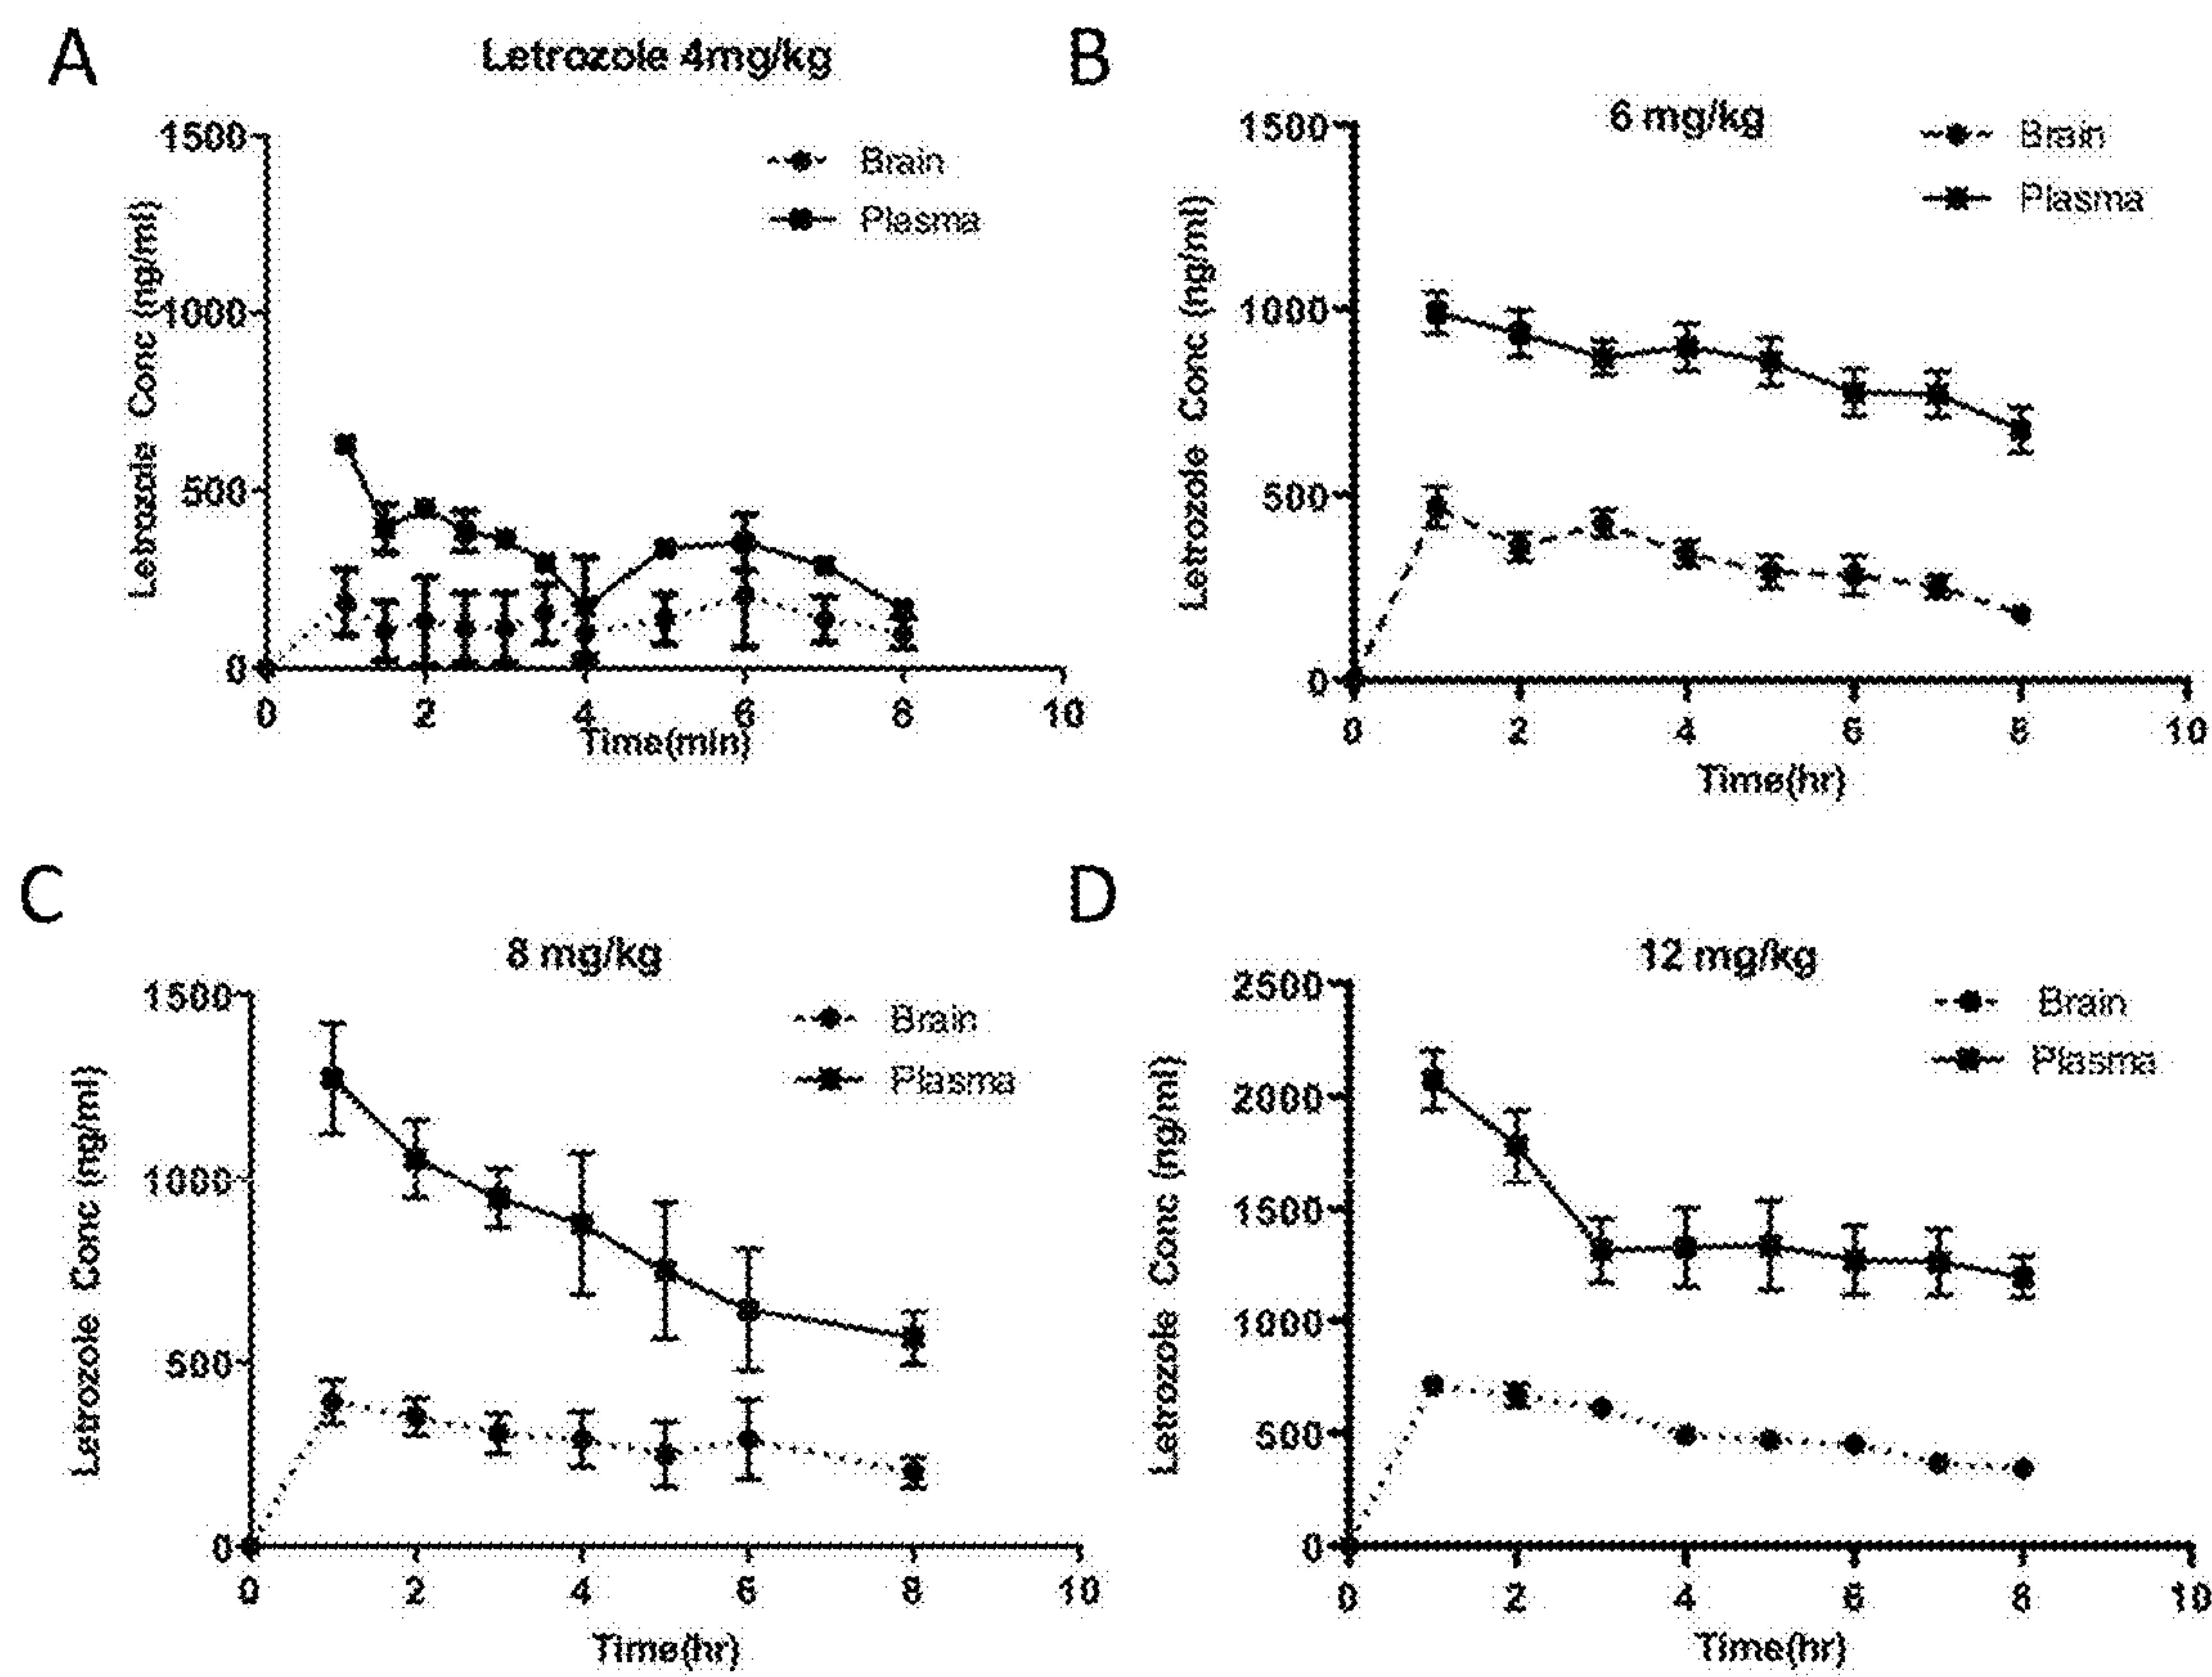 A
Letrozole 4mg/kg
1500
1000
500
0
Letrozole Conc (ng/ml)
Brain
Plasma
0 2 4 6 8 10
Time(min)
B
6 mg/kg
1500
1000
500
0
Letrozole Conc (ng/ml)
Brain
Plasma
0 2 4 6 8 10
Time(hr)
C
8 mg/kg
1500
1000
500
0
Letrozole Conc (ng/ml)
Brain
Plasma
0 2 4 6 8 10
Time(hr)
D
12 mg/kg
2500
2000
1500
1000
500
0
Letrozole Conc (ng/ml)
Brain
Plasma
0 2 4 6 8 10
Time(hr)